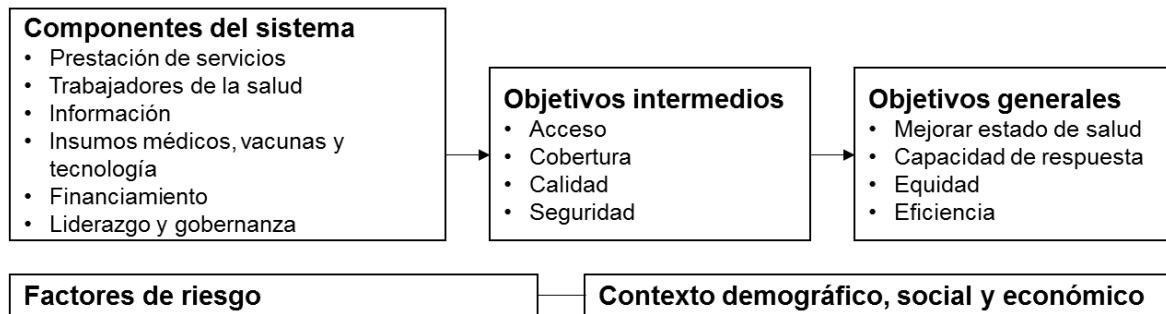 Componentes del sistema
• Prestación de servicios
• Trabajadores de la salud
• Información
• Insumos médicos, vacunas y
tecnología
• Financiamiento
• Liderazgo y gobernanza
Objetivos intermedios
• Acceso
• Cobertura
• Calidad
• Seguridad
Objetivos generales
• Mejorar estado de salud
• Capacidad de respuesta
• Equidad
• Eficiencia
Factores de riesgo
Contexto demográfico, social y económico